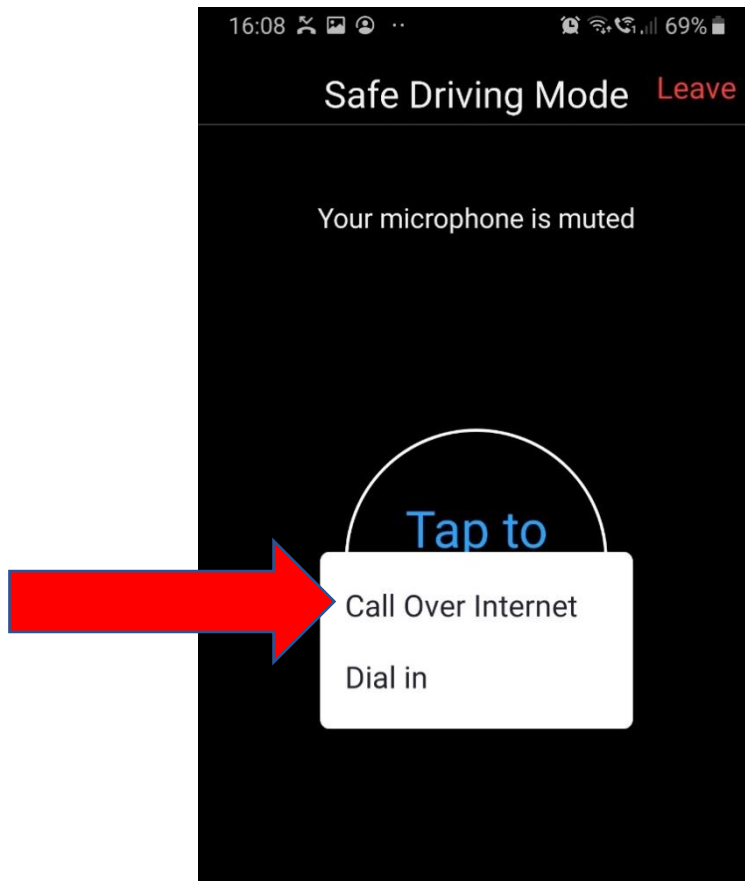 16:08 69%
Safe Driving Mode Leave
Your microphone is muted
Tap to
Call Over Internet
Dial in